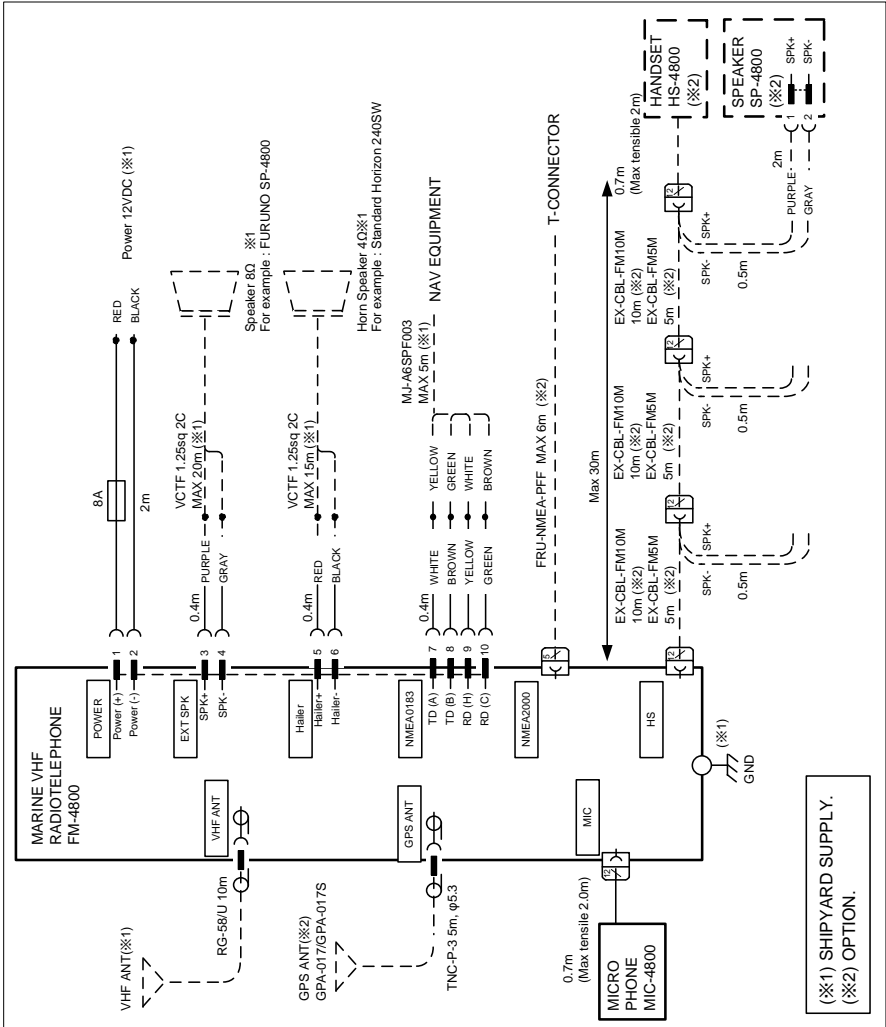 MARINE VHF
RADIOTELEPHONE
FM-4800
VHF ANT(※1)
RG-58/U 10m
VHF ANT
GPS ANT(※2)
GPA-017/GPA-017S
TNC-P-3 5m, φ5.3
GPS ANT
0.7m
(Max tensile 2.0m)
MICRO
PHONE
MIC-4800
12
MIC
POWER
Power (+)
Power (-)
1
2
8A
2m
RED
BLACK
Power 12VDC (※1)
EXT SPK
SPK+
SPK-
3
4
0.4m
PURPLE
GRAY
VCTF 1.25sq 2C
MAX 20m (※1)
Speaker 8Ω ※1
For example : FURUNO SP-4800
Hailer
Hailer+
Hailer-
5
6
0.4m
RED
BLACK
VCTF 1.25sq 2C
MAX 15m (※1)
Horn Speaker 4Ω※1
For example : Standard Horizon 240SW
NMEA0183
TD (A)
TD (B)
RD (H)
RD (C)
7
8
9
10
0.4m
WHITE
BROWN
YELLOW
GREEN
YELLOW
GREEN
WHITE
BROWN
MJ-A6SPF003
MAX 5m (※1)
NAV EQUIPMENT
NMEA2000
5
FRU-NMEA-PFF MAX 6m (※2)
T-CONNECTOR
HS
12
Max 30m
EX-CBL-FM10M
10m (※2)
EX-CBL-FM5M
5m (※2)
12
SPK-
SPK+
0.5m
EX-CBL-FM10M
10m (※2)
EX-CBL-FM5M
5m (※2)
12
SPK-
SPK+
0.5m
EX-CBL-FM10M
10m (※2)
EX-CBL-FM5M
5m (※2)
12
SPK-
SPK+
0.5m
0.7m
(Max tensible 2m)
HANDSET
HS-4800
(※2)
SPEAKER
SP-4800
(※2)
PURPLE
GRAY
2m
1
2
SPK+
SPK-
(※1)
GND
(※1) SHIPYARD SUPPLY.
(※2) OPTION.